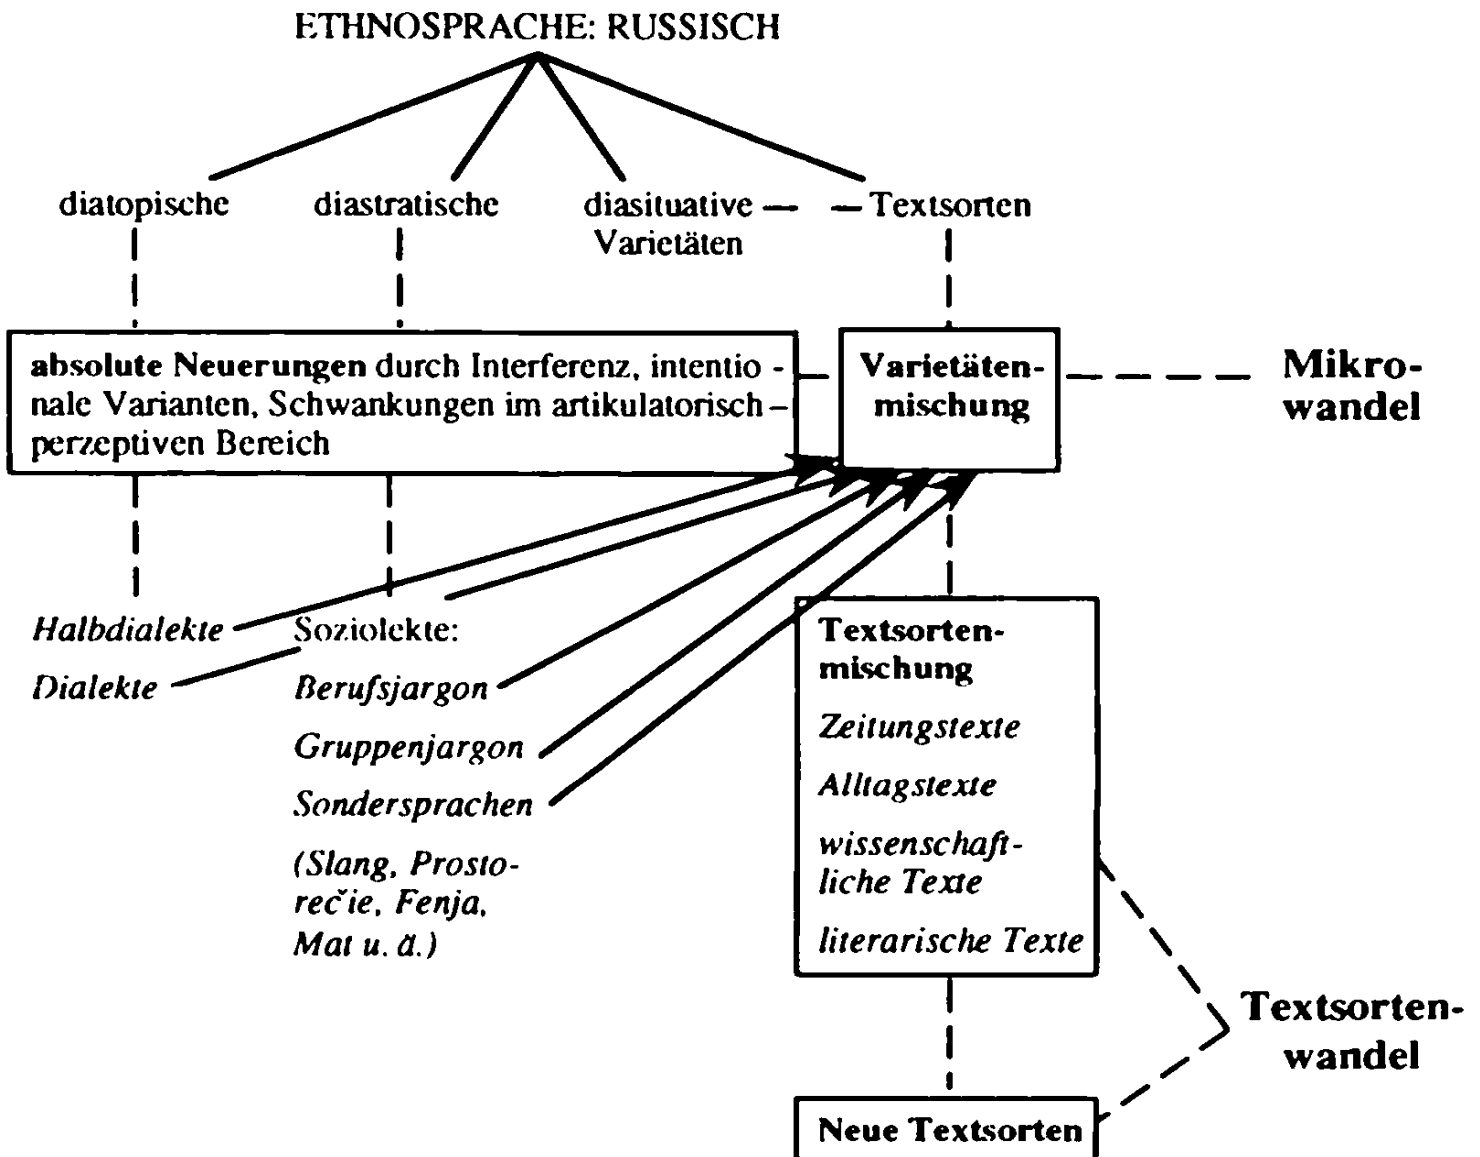 ETHNOSPRACHE: RUSSISCH
diatopische
diastratische
diasituative
Varietäten
Textsorten
absolute Neuerungen durch Interferenz, intentio-
nale Varianten, Schwankungen im artikulatorisch-
perzeptiven Bereich
Varietäten-
mischung
Mikro-
wandel
Halbdialekte
Dialekte
Soziolekte:
Berufsjargon
Gruppenjargon
Sondersprachen
(Slang, Prosto-
rečie, Fenja,
Mat u. ä.)
Textsorten-
mischung
Zeitungstexte
Alltagstexte
wissenschaft-
liche Texte
literarische Texte
Textsorten-
wandel
Neue Textsorten